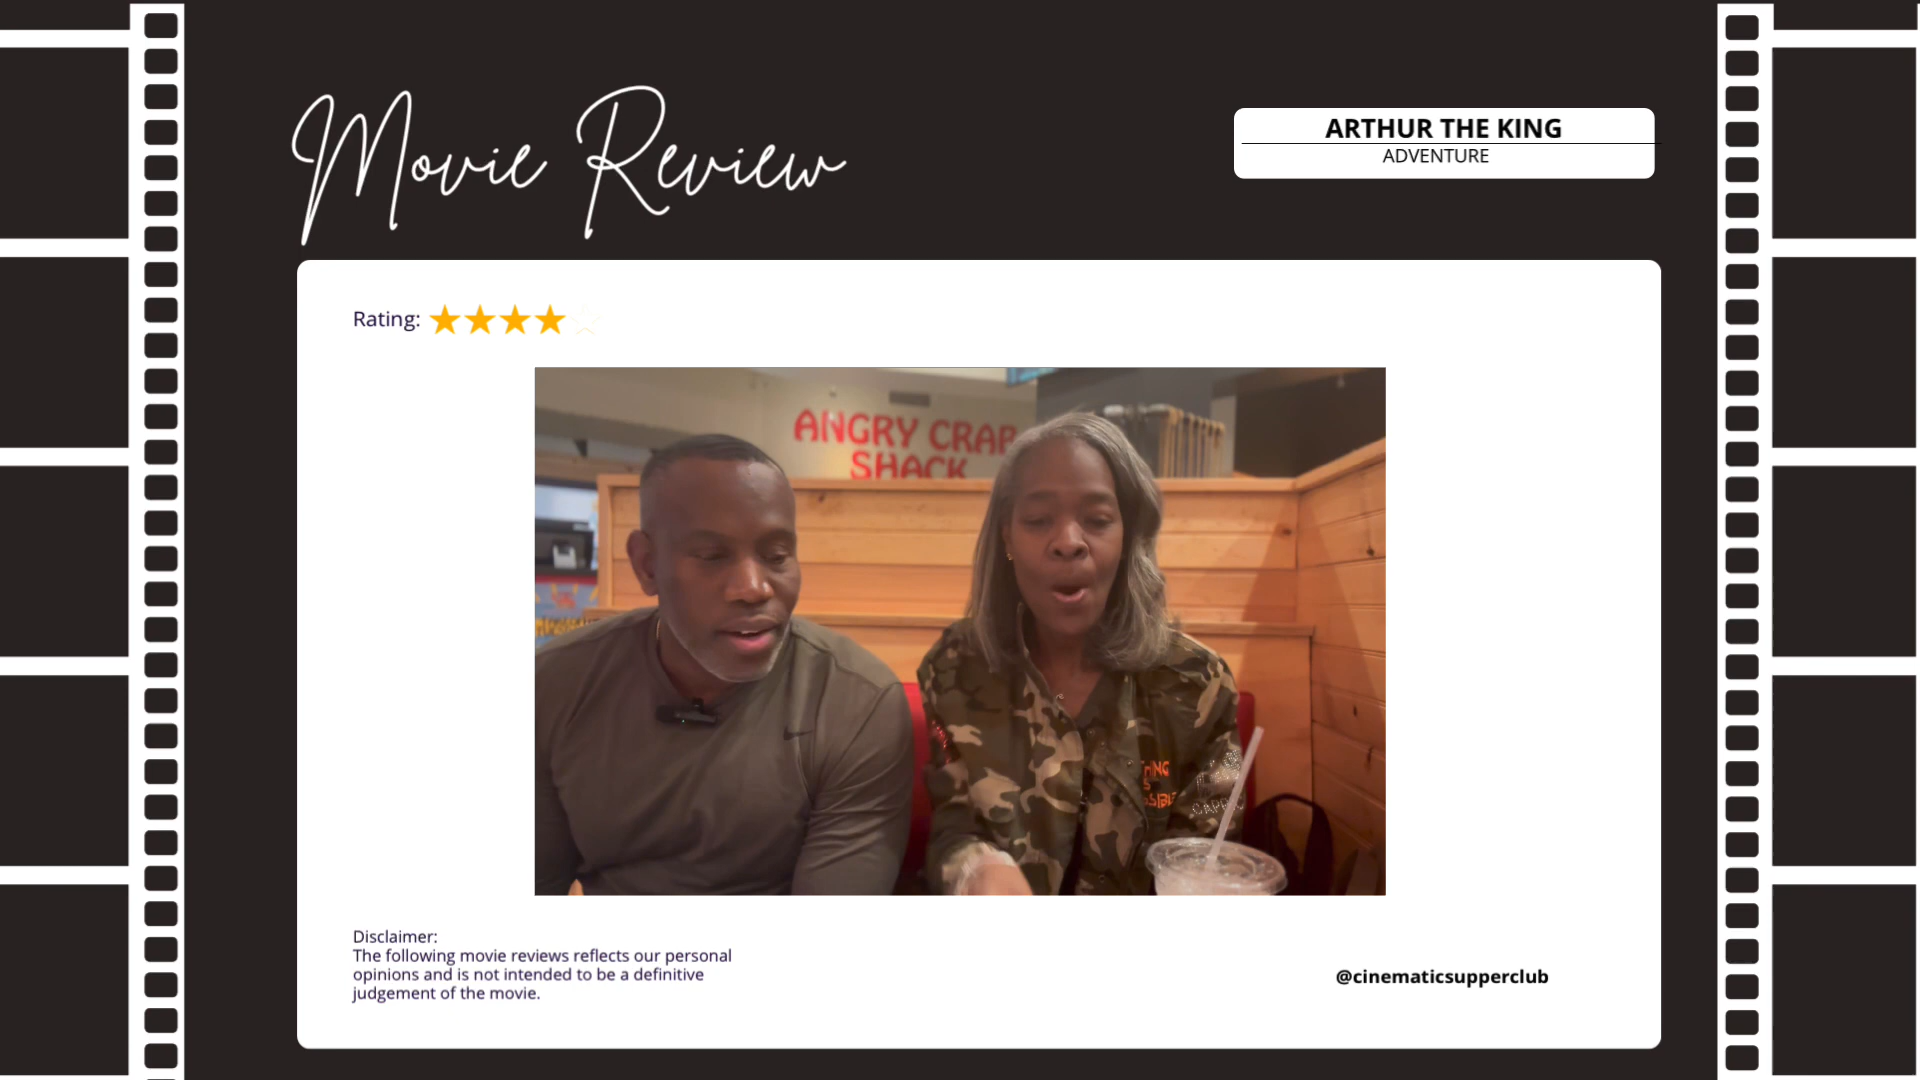 Movie Review
ARTHUR THE KING
ADVENTURE
Rating:
ANGRY CRAB
SHACK
Disclaimer:
The following movie reviews reflects our personal
opinions and is not intended to be a definitive
judgement of the movie.
@cinematicsupperclub